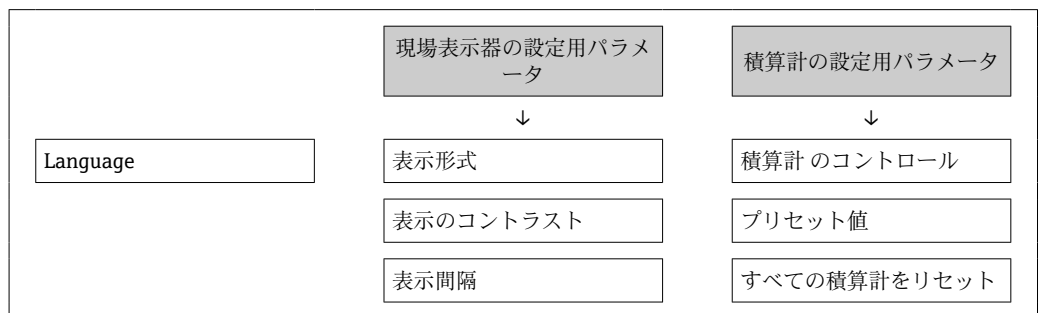 現場表示器の設定用パラメ
ータ
積算計の設定用パラメータ
↓
↓
Language
表示形式
積算計 のコントロール
表示のコントラスト
プリセット値
表示間隔
すべての積算計をリセット